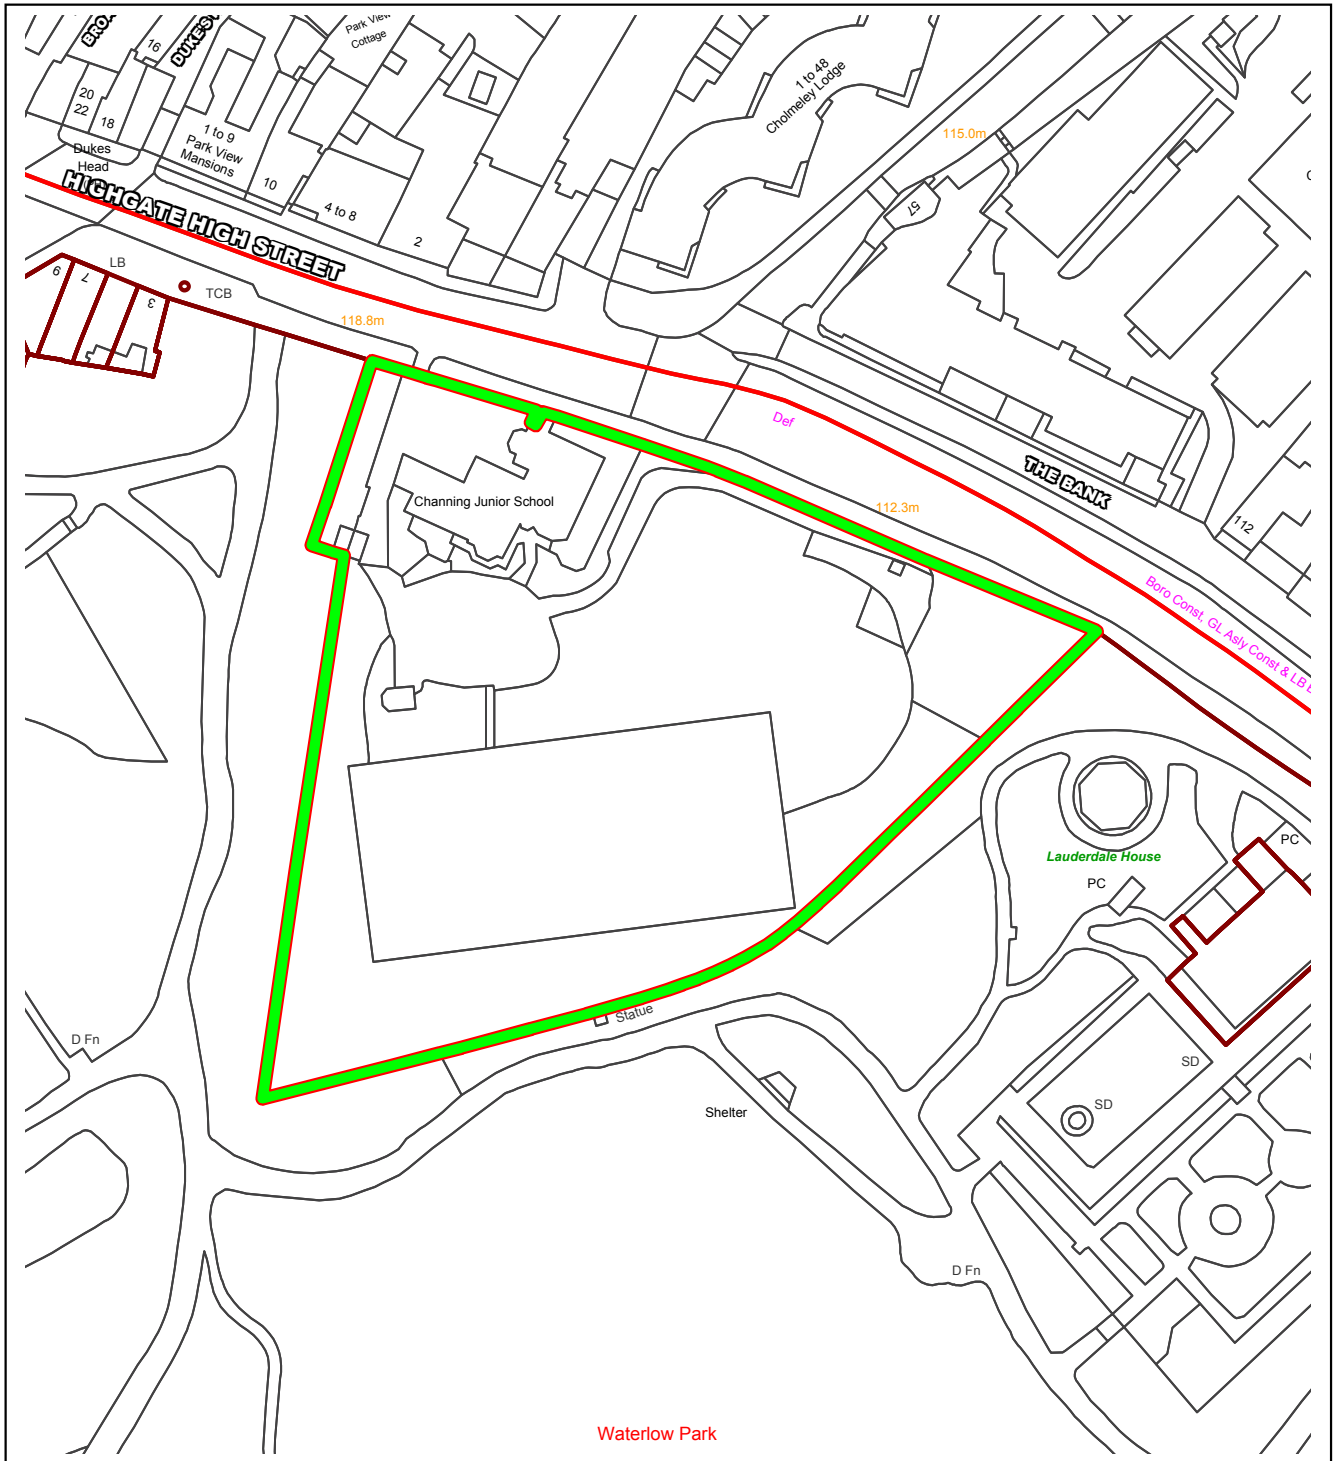 16
Park View
Cottage
20
22
18
1 to 9
Park View
Mansions
10
4 to 8
2
1 to 48
Cholmeley Lodge
115.0m
57
Dukes
Head
HIGHGATE HIGH STREET
9
7
3
LB
TCB
118.8m
Def
THE BANK
112.3m
112
Channing Junior School
Boro Const, GL Asly Const & LB
Lauderdale House
PC
PC
Statue
D Fn
Shelter
SD
SD
D Fn
Waterlow Park